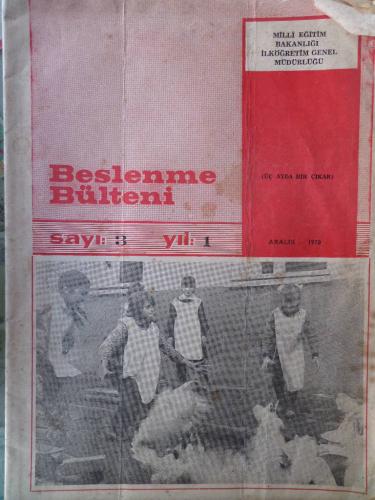 MİLLİ EĞİTİM
BAKANLIĞI
İLKÖĞRETİM GENEL
MÜDÜRLÜĞÜ
Beslenme
Bülteni
(ÜÇ AYDA BİR ÇIKAR)
sayı: 3 yıl: 1
ARALIK - 1970